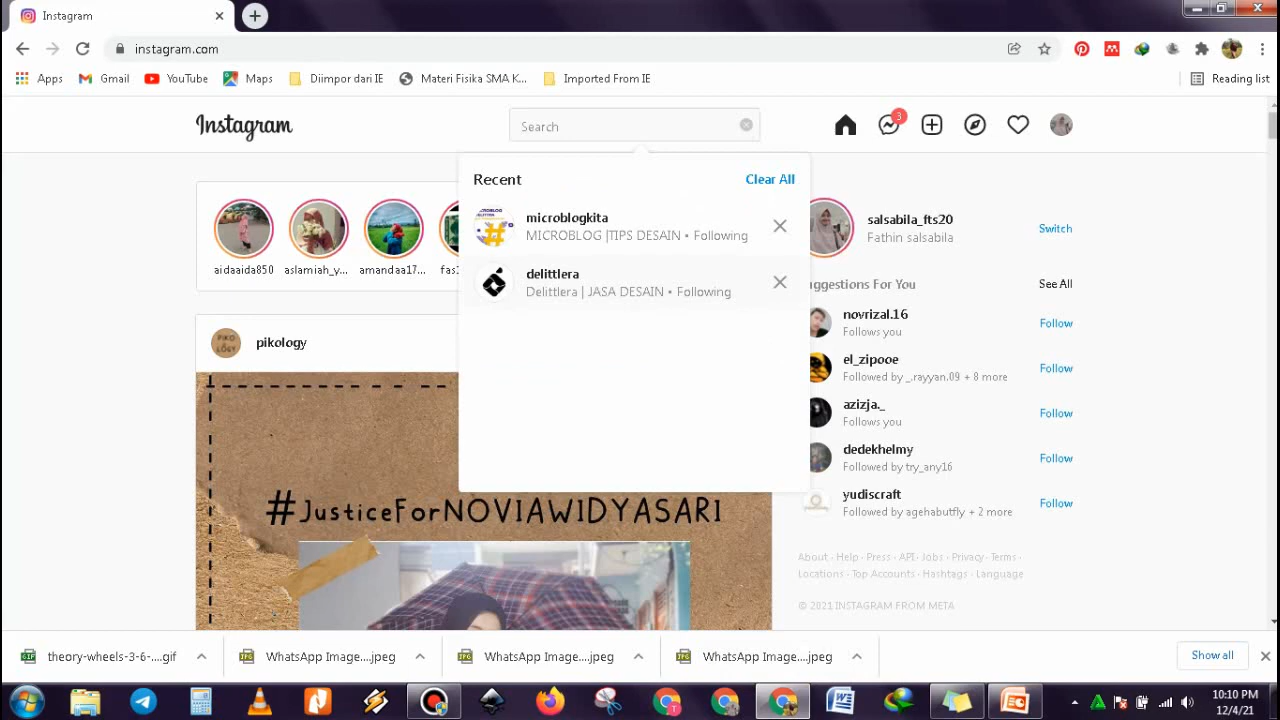 Instagram
instagram.com
Apps
Gmail
YouTube
Maps
Diimpor dari IE
Materi Fisika SMA K...
Imported From IE
Reading list
Instagram
Search
3
Recent
Clear All
microblogkita
MICROBLOG |TIPS DESAIN • Following
delittlera
Delittlera | JASA DESAIN • Following
aidaaida850
aslamiah_y...
amandaa17...
salsabila_fts20
Fathin salsabila
Switch
uggestions For You
See All
novrizal.16
Follows you
Follow
el_zipooe
Followed by _.rayyan.09 + 8 more
Follow
azizja._
Follows you
Follow
dedekhelmy
Followed by try_any16
Follow
yudiscraft
Followed by agehabutfly + 2 more
Follow
About · Help · Press · API · Jobs · Privacy · Terms ·
Locations · Top Accounts · Hashtags · Language
© 2021 INSTAGRAM FROM META
PIKO
LOGY
pikology
#JusticeForNOVIAWIDYASARI
theory-wheels-3-6-....gif
WhatsApp Image....jpeg
WhatsApp Image....jpeg
WhatsApp Image....jpeg
Show all
10:10 PM
12/4/21